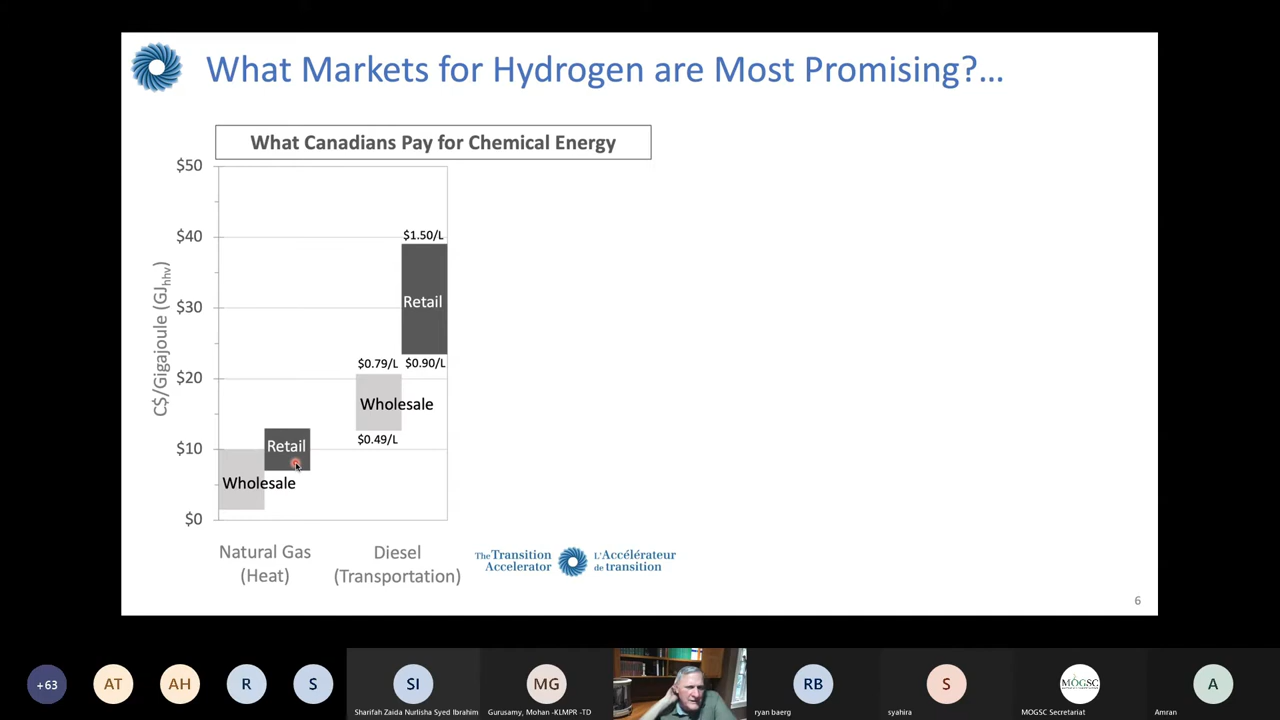 What Markets for Hydrogen are Most Promising?...
What Canadians Pay for Chemical Energy
C$/Gigajoule (GJhhv)
$50
$40
$30
$20
$10
$0
$1.50/L
Retail
$0.79/L
$0.90/L
Wholesale
$0.49/L
Retail
Wholesale
Natural Gas
(Heat)
Diesel
(Transportation)
The Transition
Accelerator
L'Accélérateur
de transition
6
+63
AT
AH
R
S
SI
Sharifah Zaida Nurlisha Syed Ibrahim
MG
Gurusamy, Mohan -KLMPR -TD
RB
ryan baerg
S
syahira
MOGSC
MOGSC Secretariat
A
Amran